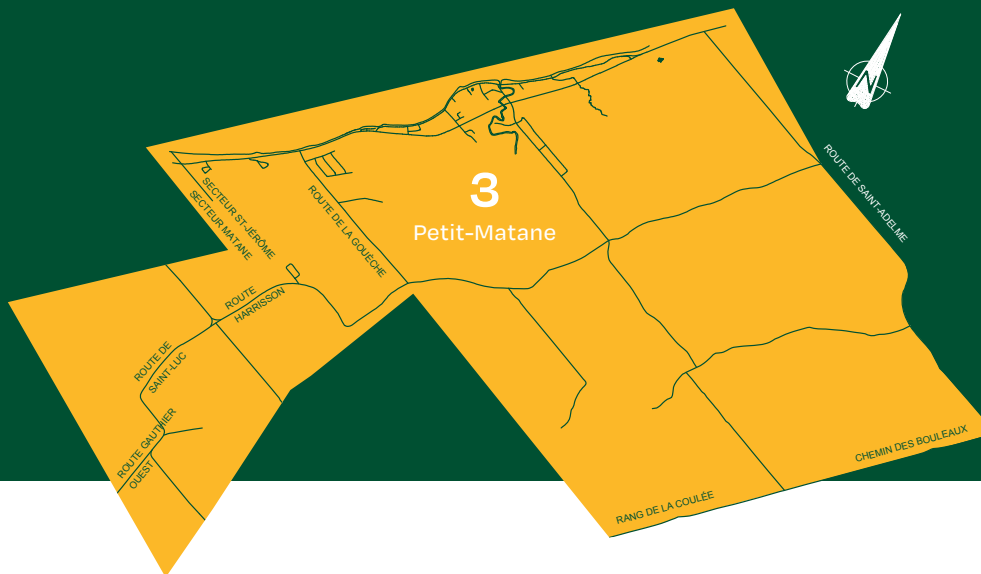 N
ROUTE DE SAINT-ADELME
3
Petit-Matane
SECTEUR ST-JÉRÔME
SECTEUR MATANE
ROUTE DE LA GOUÈCHE
ROUTE
HARRISSON
ROUTE DE
SAINT-LUC
ROUTE GAUTHIER
OUEST
CHEMIN DES BOULEAUX
RANG DE LA COULÉE